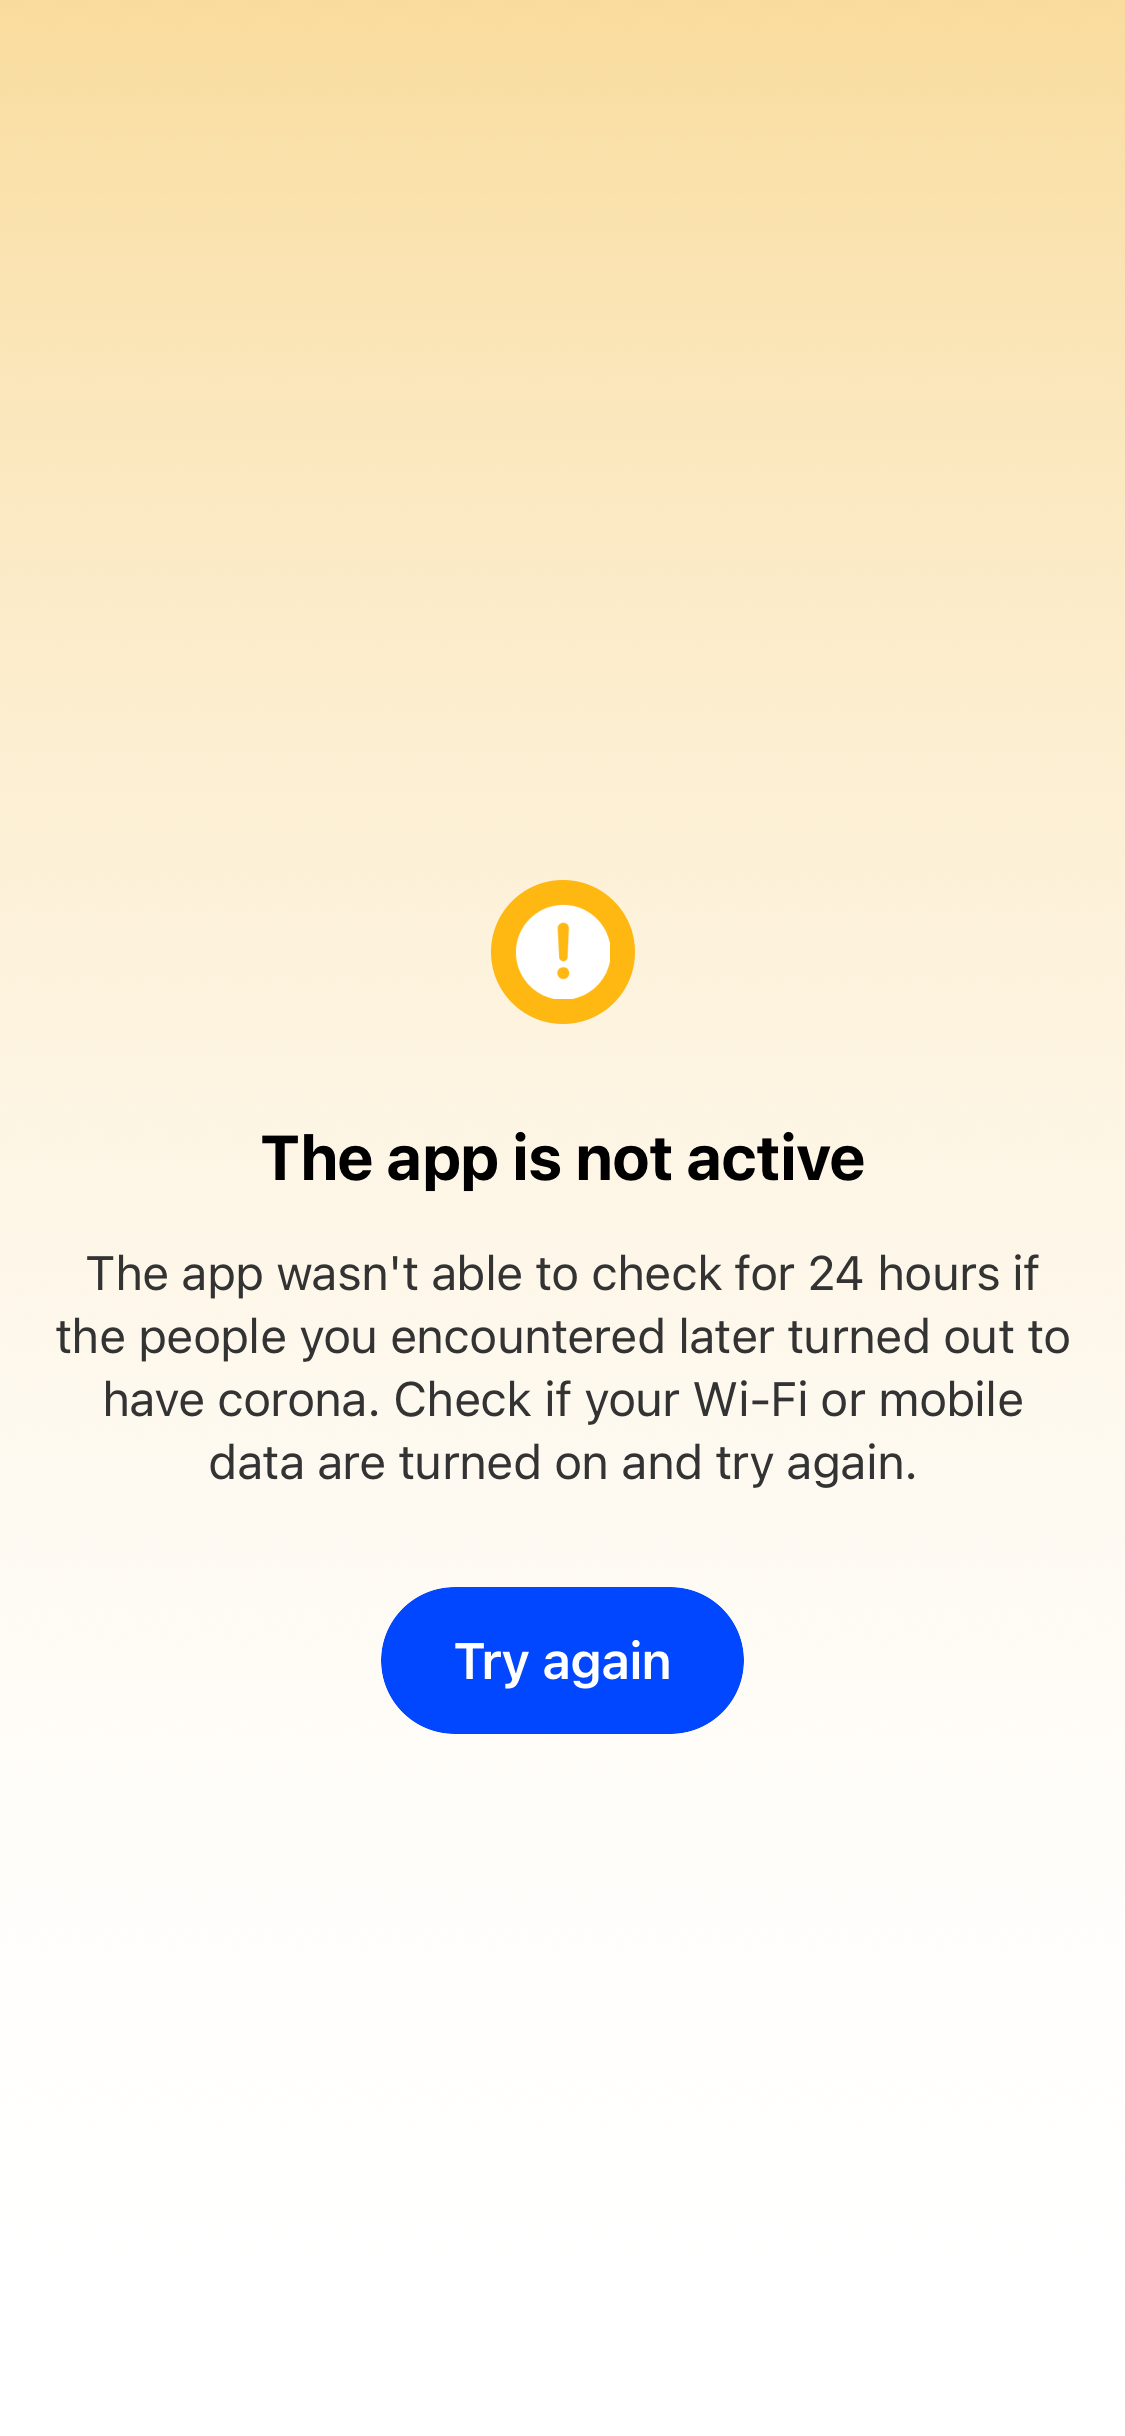 The app is not active
The app wasn't able to check for 24 hours if
the people you encountered later turned out to
have corona. Check if your Wi-Fi or mobile
data are turned on and try again.
Try again